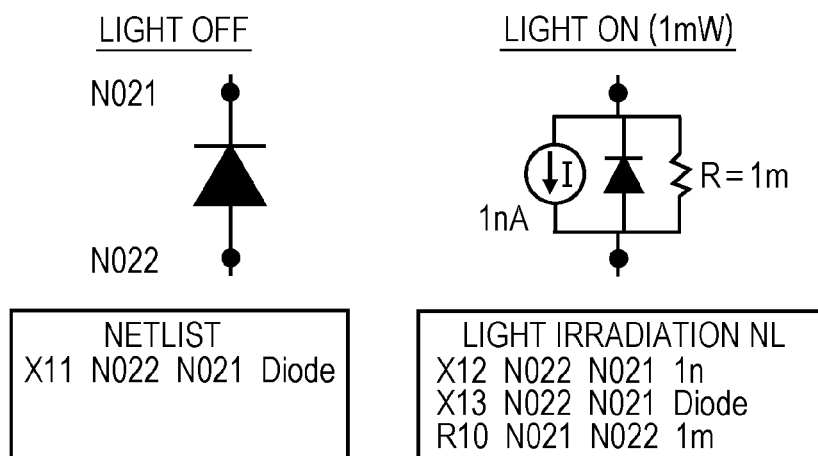 LIGHT OFF
N021
N022
NETLIST
X11 N022 N021 Diode
LIGHT ON (1mW)
I
1nA
R=1m
LIGHT IRRADIATION NL
X12 N022 N021 1n
X13 N022 N021 Diode
R10 N021 N022 1m